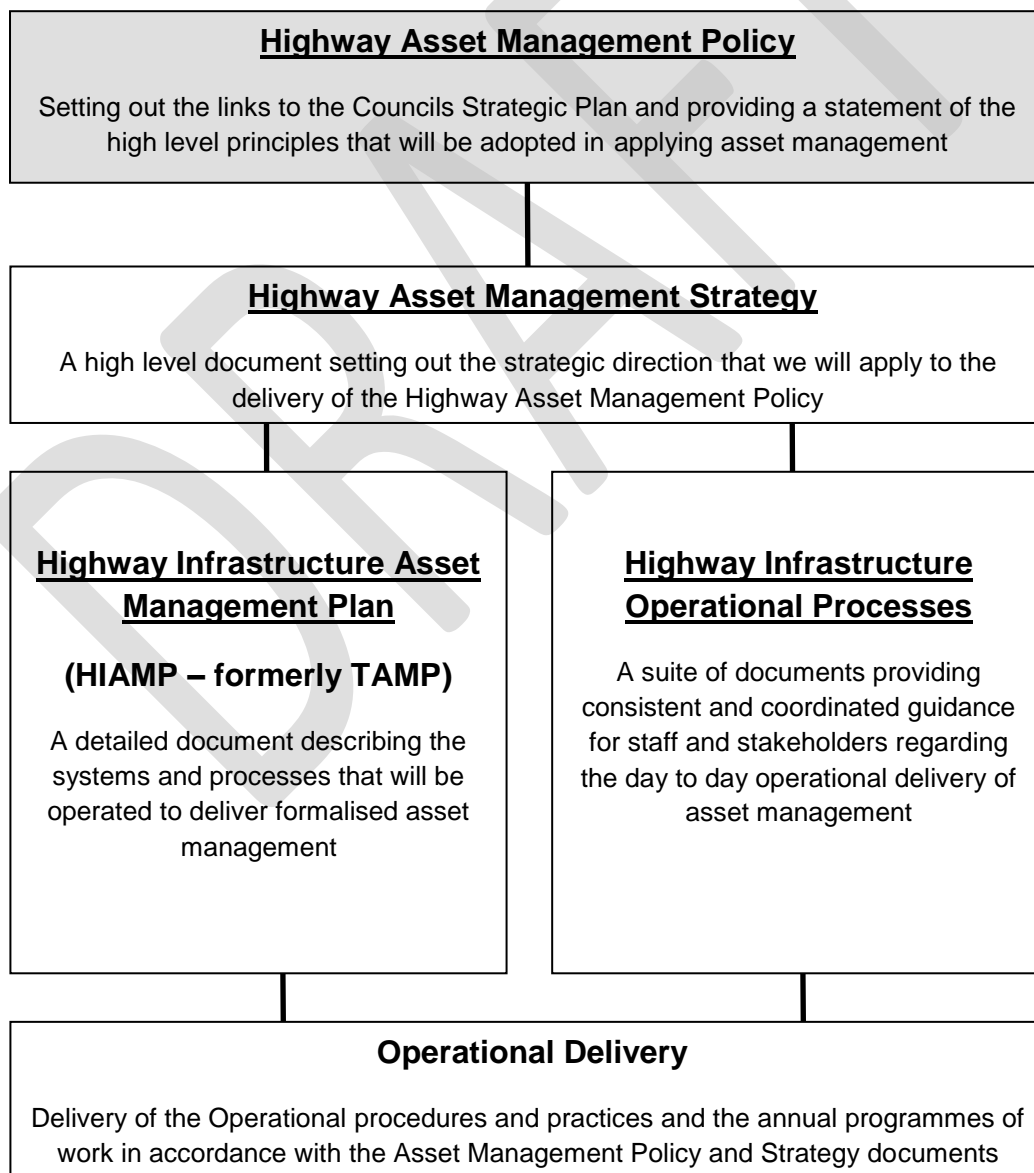 Highway Asset Management Policy
Setting out the links to the Councils Strategic Plan and providing a statement of the
high level principles that will be adopted in applying asset management
Highway Asset Management Strategy
A high level document setting out the strategic direction that we will apply to the
delivery of the Highway Asset Management Policy
Highway Infrastructure Asset
Management Plan
(HIAMP – formerly TAMP)
A detailed document describing the
systems and processes that will be
operated to deliver formalised asset
management
Highway Infrastructure
Operational Processes
A suite of documents providing
consistent and coordinated guidance
for staff and stakeholders regarding
the day to day operational delivery of
asset management
Operational Delivery
Delivery of the Operational procedures and practices and the annual programmes of
work in accordance with the Asset Management Policy and Strategy documents
DRAFT